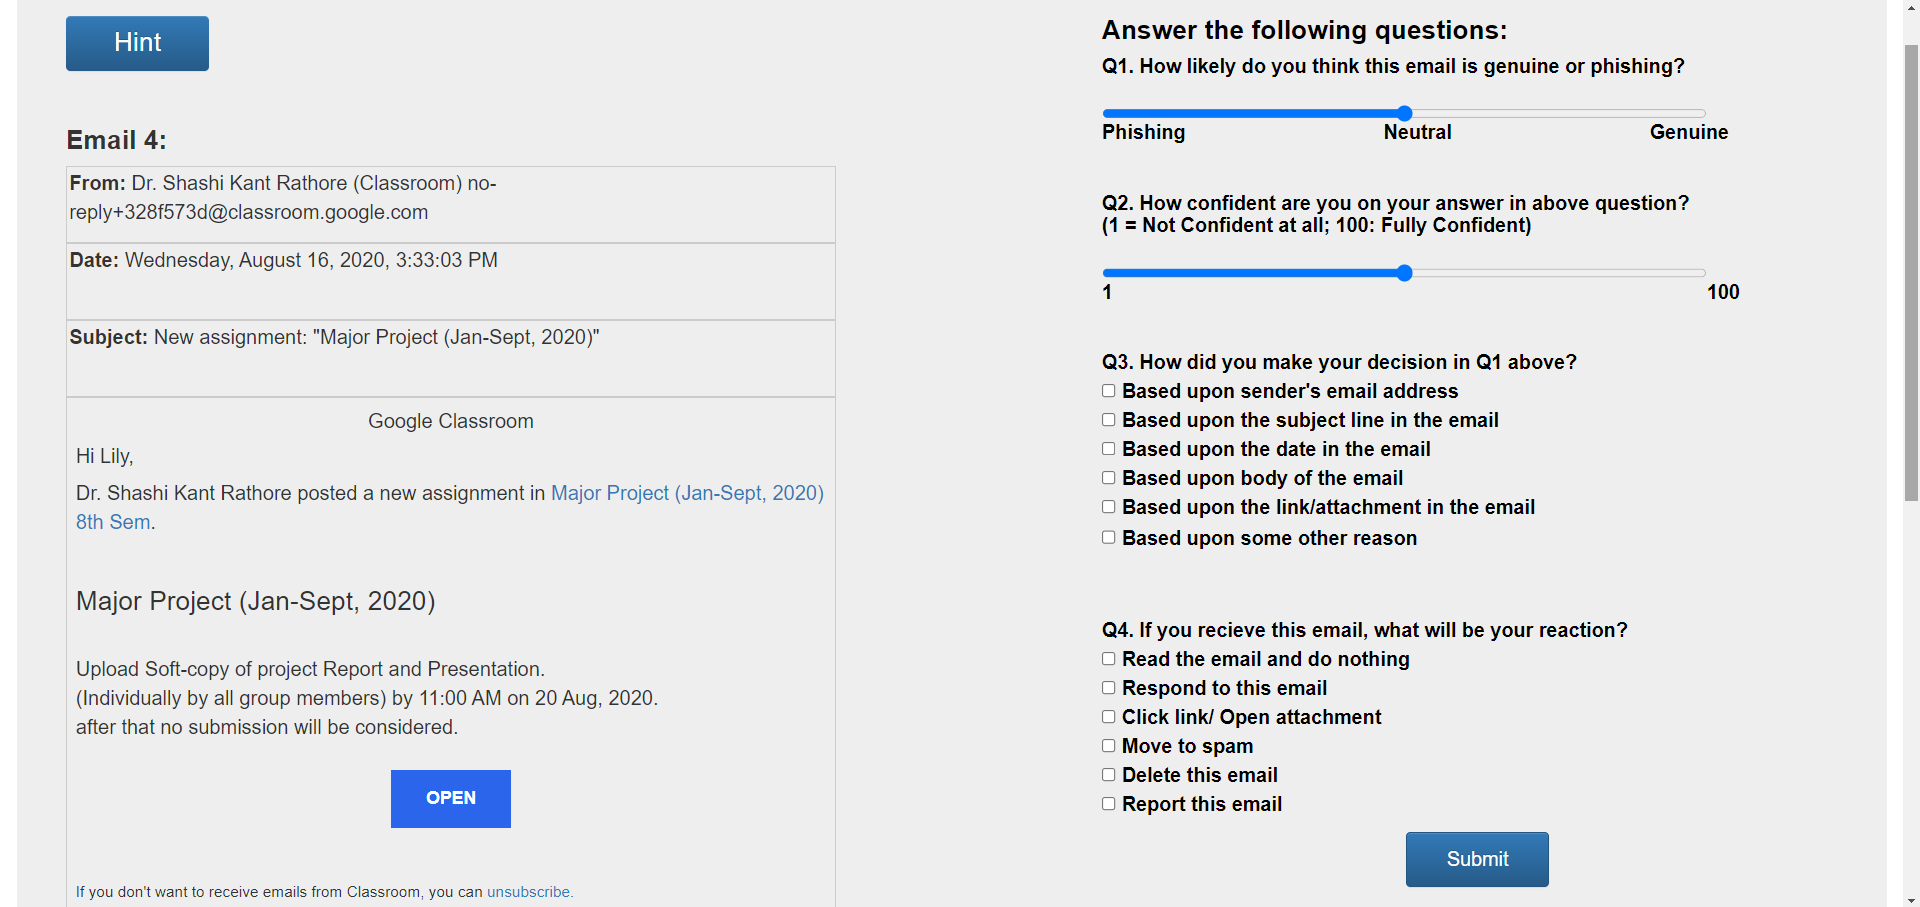 Hint
Email 4:
From: Dr. Shashi Kant Rathore (Classroom) no-
reply+328f573d@classroom.google.com
Date: Wednesday, August 16, 2020, 3:33:03 PM
Subject: New assignment: "Major Project (Jan-Sept, 2020)"
Google Classroom
Hi Lily,
Dr. Shashi Kant Rathore posted a new assignment in Major Project (Jan-Sept, 2020)
8th Sem.
Major Project (Jan-Sept, 2020)
Upload Soft-copy of project Report and Presentation.
(Individually by all group members) by 11:00 AM on 20 Aug, 2020.
after that no submission will be considered.
OPEN
If you don't want to receive emails from Classroom, you can unsubscribe.
Answer the following questions:
Q1. How likely do you think this email is genuine or phishing?
Phishing Neutral Genuine
Q2. How confident are you on your answer in above question?
(1 = Not Confident at all; 100: Fully Confident)
1 100
Q3. How did you make your decision in Q1 above?
Based upon sender's email address
Based upon the subject line in the email
Based upon the date in the email
Based upon body of the email
Based upon the link/attachment in the email
Based upon some other reason
Q4. If you recieve this email, what will be your reaction?
Read the email and do nothing
Respond to this email
Click link/ Open attachment
Move to spam
Delete this email
Report this email
Submit